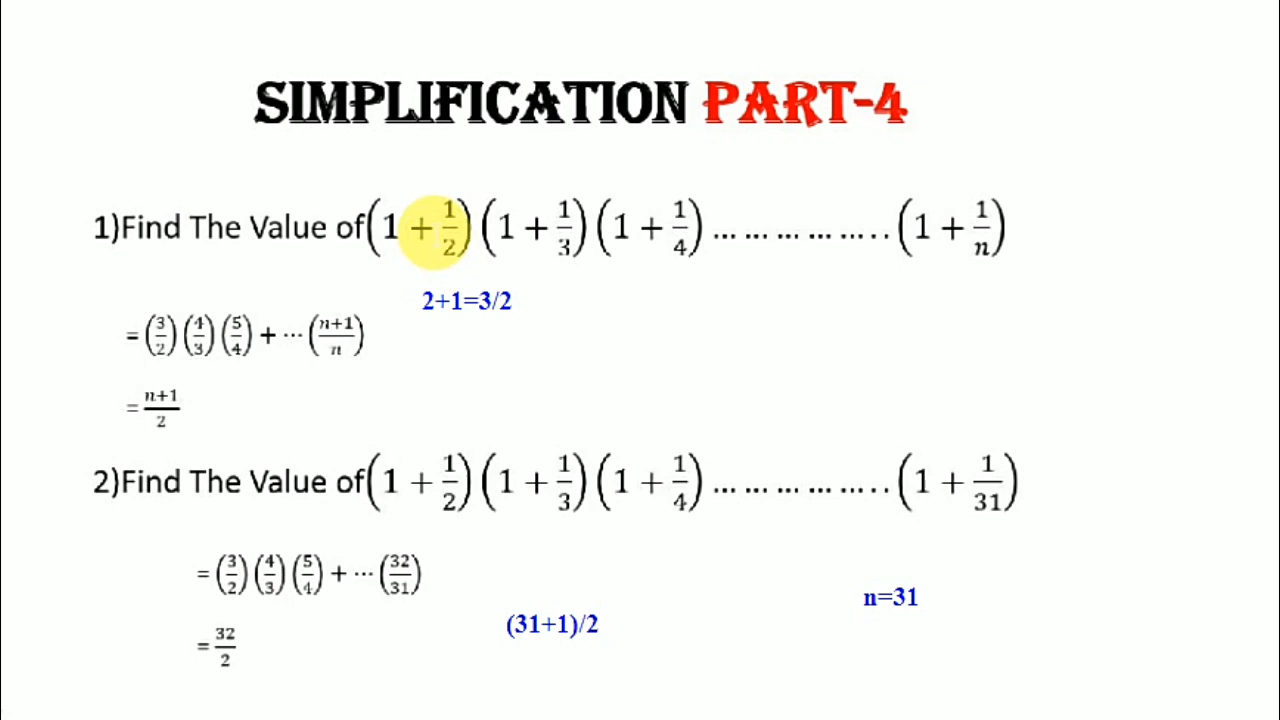 SIMPLIFICATION PART-4
1)Find The Value of(1 + 1/2)(1 + 1/3)(1 + 1/4) ... ... ... ... ..... (1 + 1/n)
2+1=3/2
= (3/2)(4/3)(5/4) + ⋯ (n+1/n)
= n+1/2
2)Find The Value of(1 + 1/2)(1 + 1/3)(1 + 1/4) ... ... ... ... ..... (1 + 1/31)
= (3/2)(4/3)(5/4) + ⋯ (32/31)
n=31
(31+1)/2
= 32/2